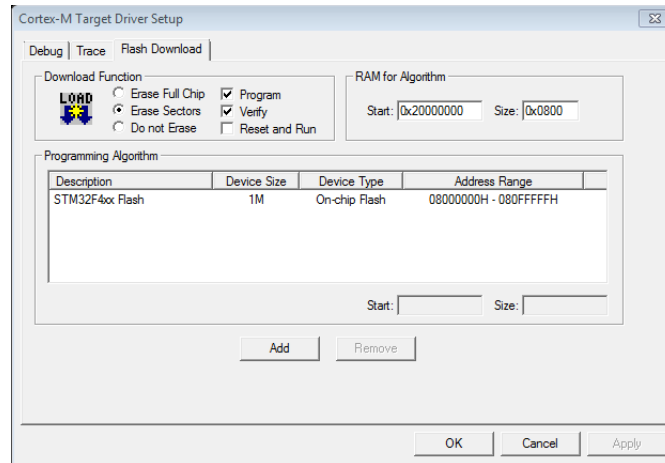 Cortex-M Target Driver Setup
Debug Trace Flash Download
Download Function
LOAD
Erase Full Chip
Erase Sectors
Do not Erase
Program
Verify
Reset and Run
RAM for Algorithm
Start: 0x20000000 Size: 0x0800
Programming Algorithm
Description Device Size Device Type Address Range
STM32F4xx Flash 1M On-chip Flash 08000000H - 080FFFFFH
Start: Size:
Add Remove
OK Cancel Apply